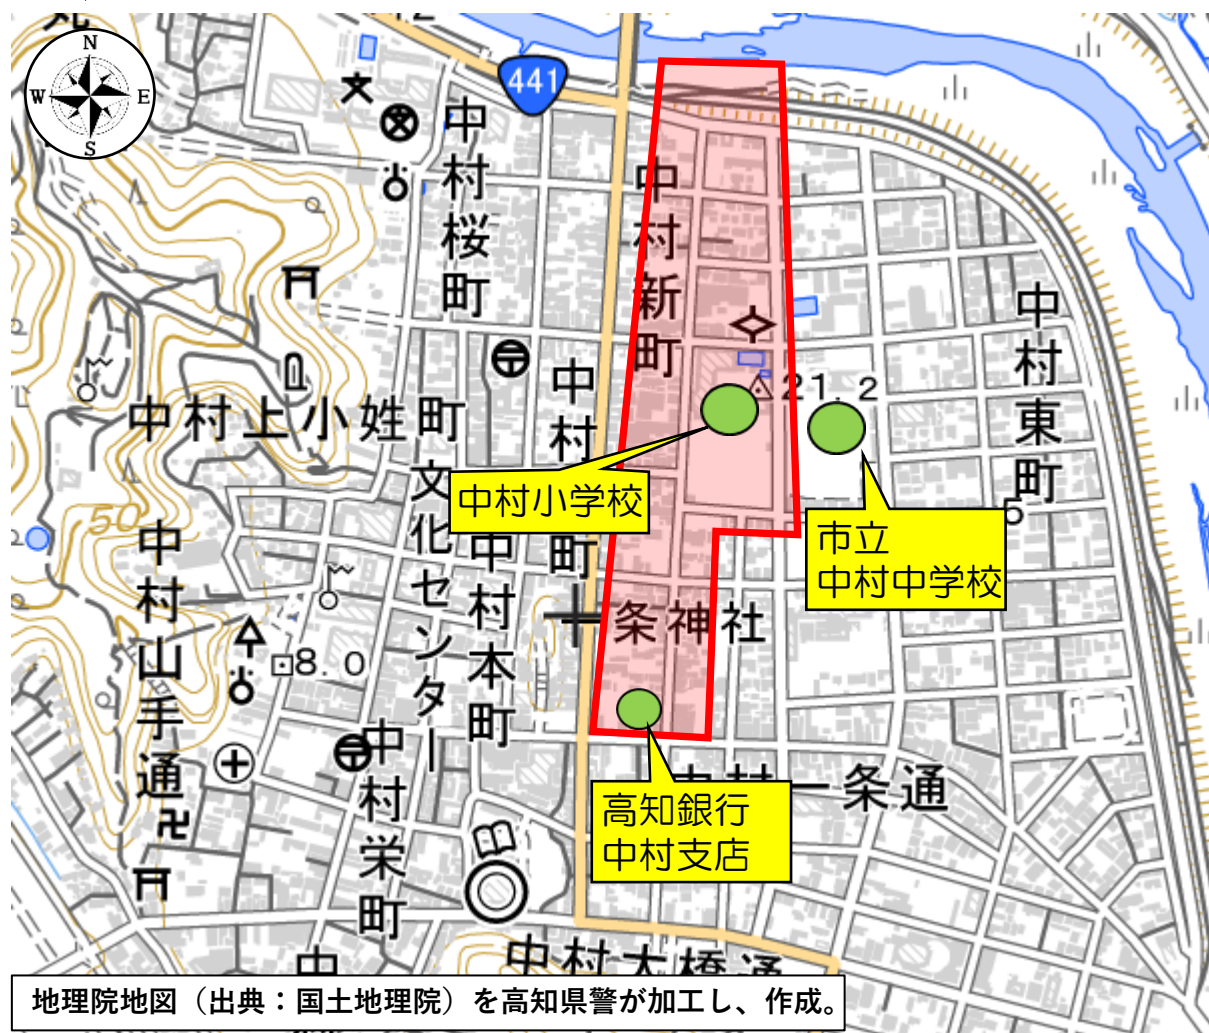 N
W
E
S
441
中村桜町
中村新町
中村東町
21.2
中村上小姓町
中村町
中村小学校
文化センター
市立
中村中学校
50
中村山手通
中村本町
条神社
8.0
中村栄町
高知銀行
中村支店
中村一条通
中村大橋通
中
地理院地図(出典:国土地理院)を高知県警が加工し、作成。